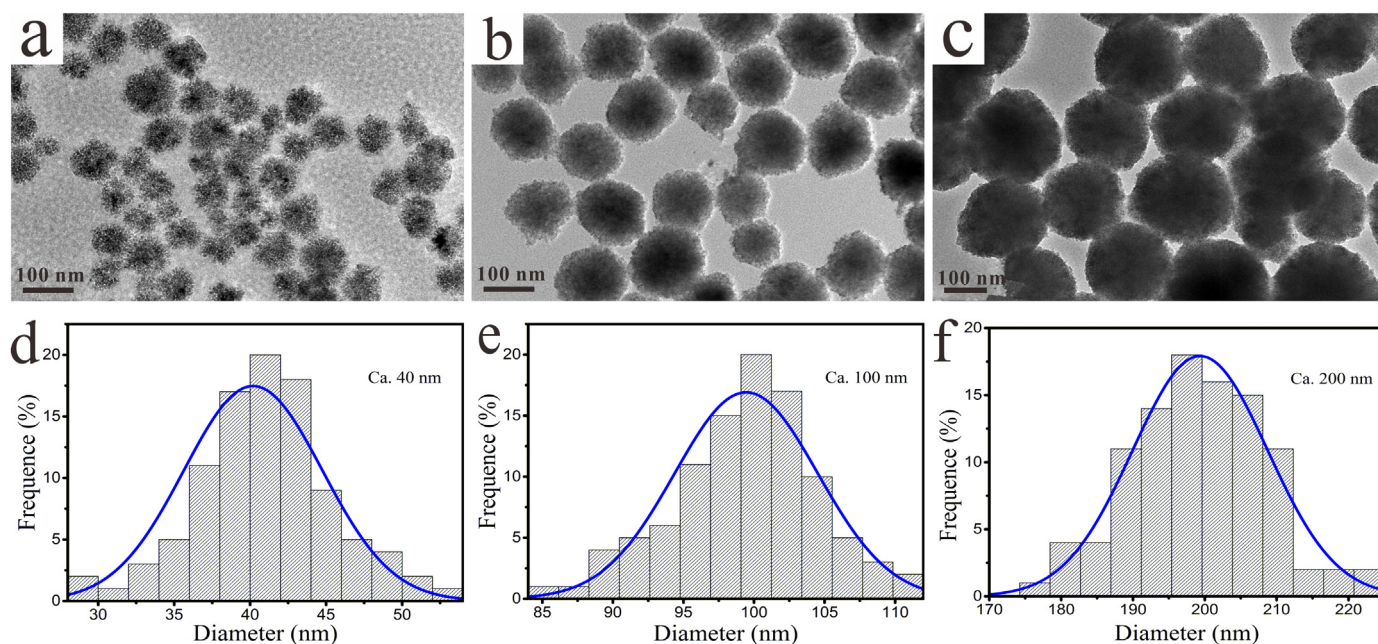 a
b
c
100 nm
100 nm
100 nm
d
Ca. 40 nm
Frequence (%)
20
15
10
5
0
30
35
40
45
50
Diameter (nm)
e
Ca. 100 nm
Frequence (%)
20
15
10
5
0
85
90
95
100
105
110
Diameter (nm)
f
Ca. 200 nm
Frequence (%)
20
15
10
5
0
170
180
190
200
210
220
Diameter (nm)